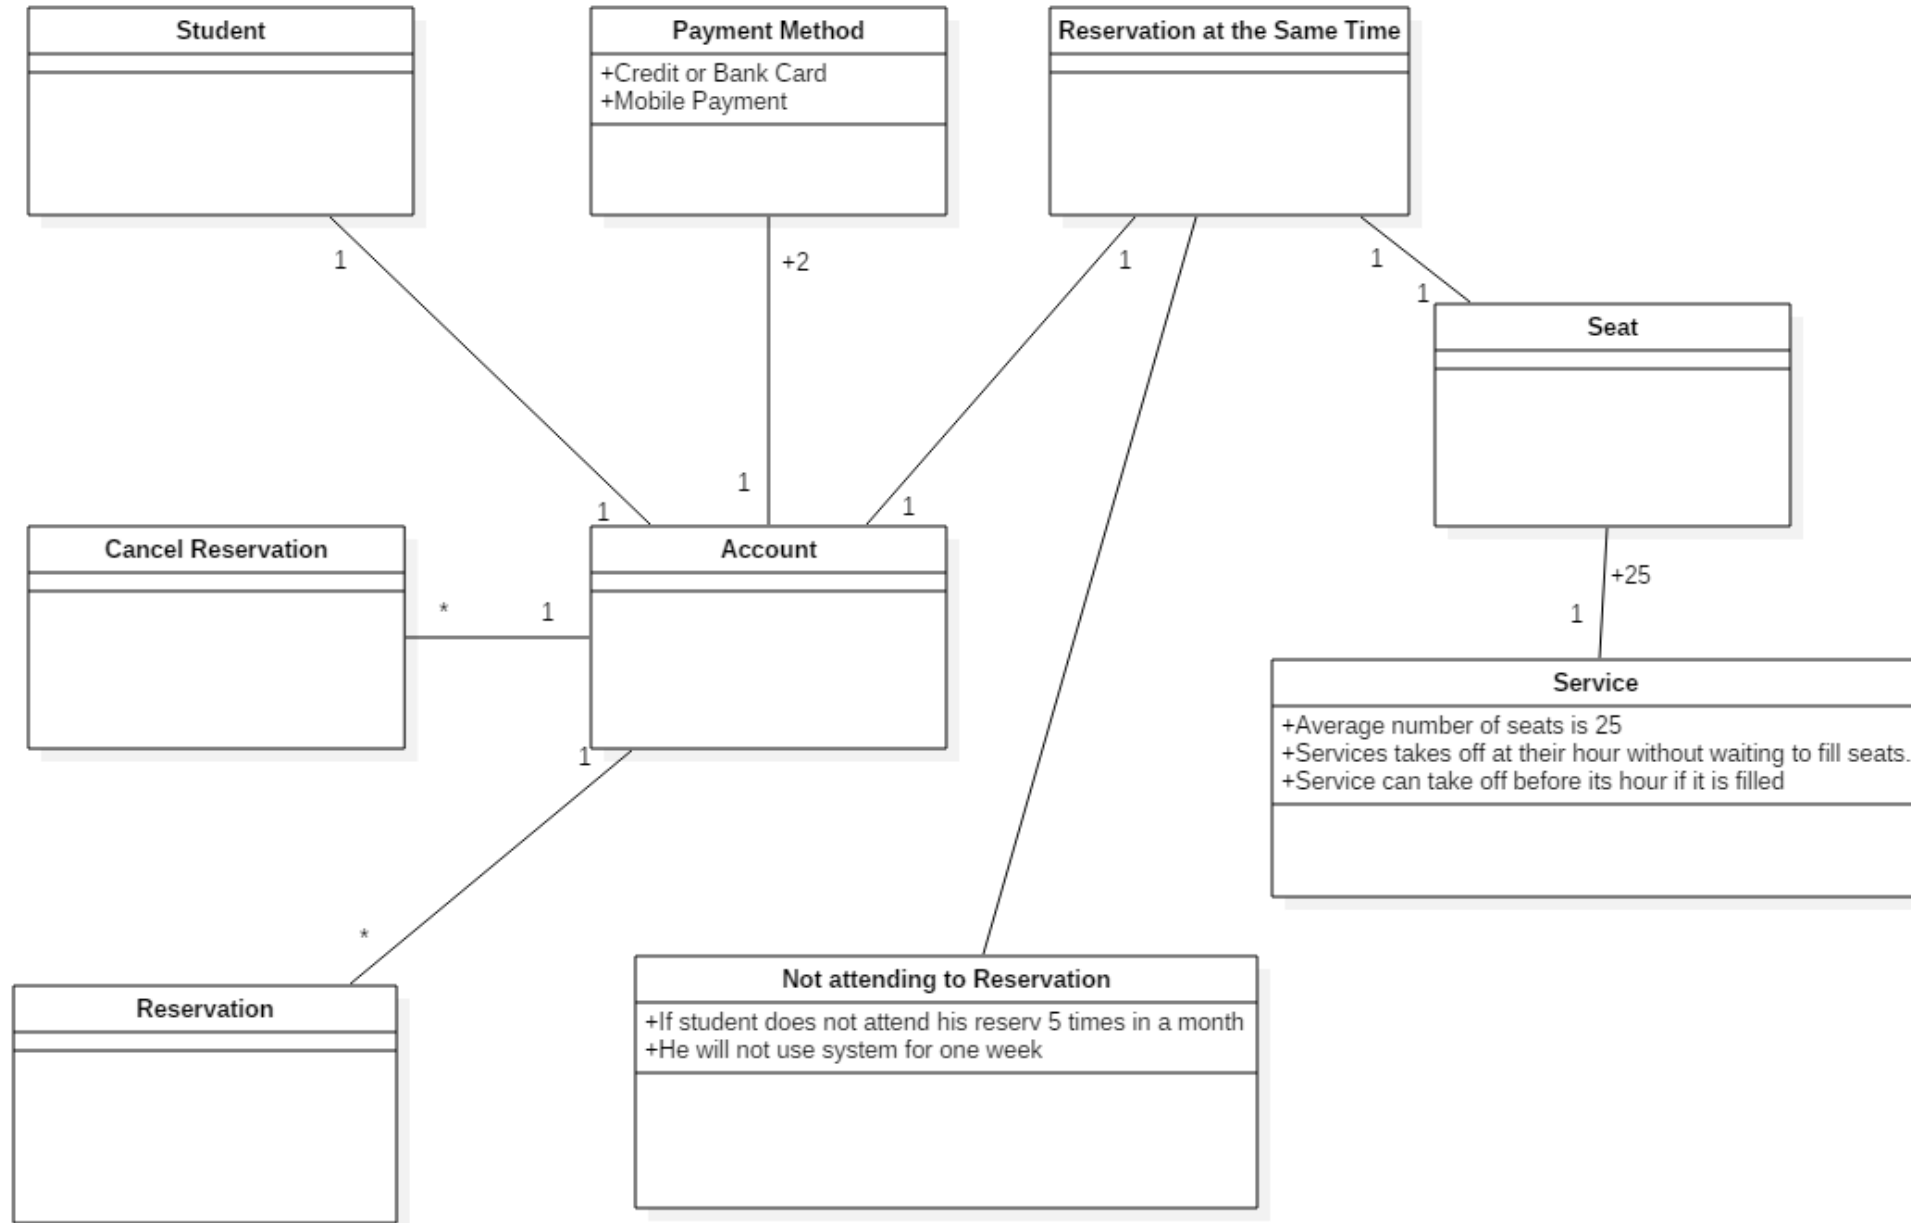 Student
Payment Method
+Credit or Bank Card
+Mobile Payment
Reservation at the Same Time
1
+2
1
1
1
Seat
1
1
1
Cancel Reservation
Account
*
1
+25
1
Service
+Average number of seats is 25
+Services takes off at their hour without waiting to fill seats.
+Service can take off before its hour if it is filled
1
*
Reservation
Not attending to Reservation
+If student does not attend his reserv 5 times in a month
+He will not use system for one week